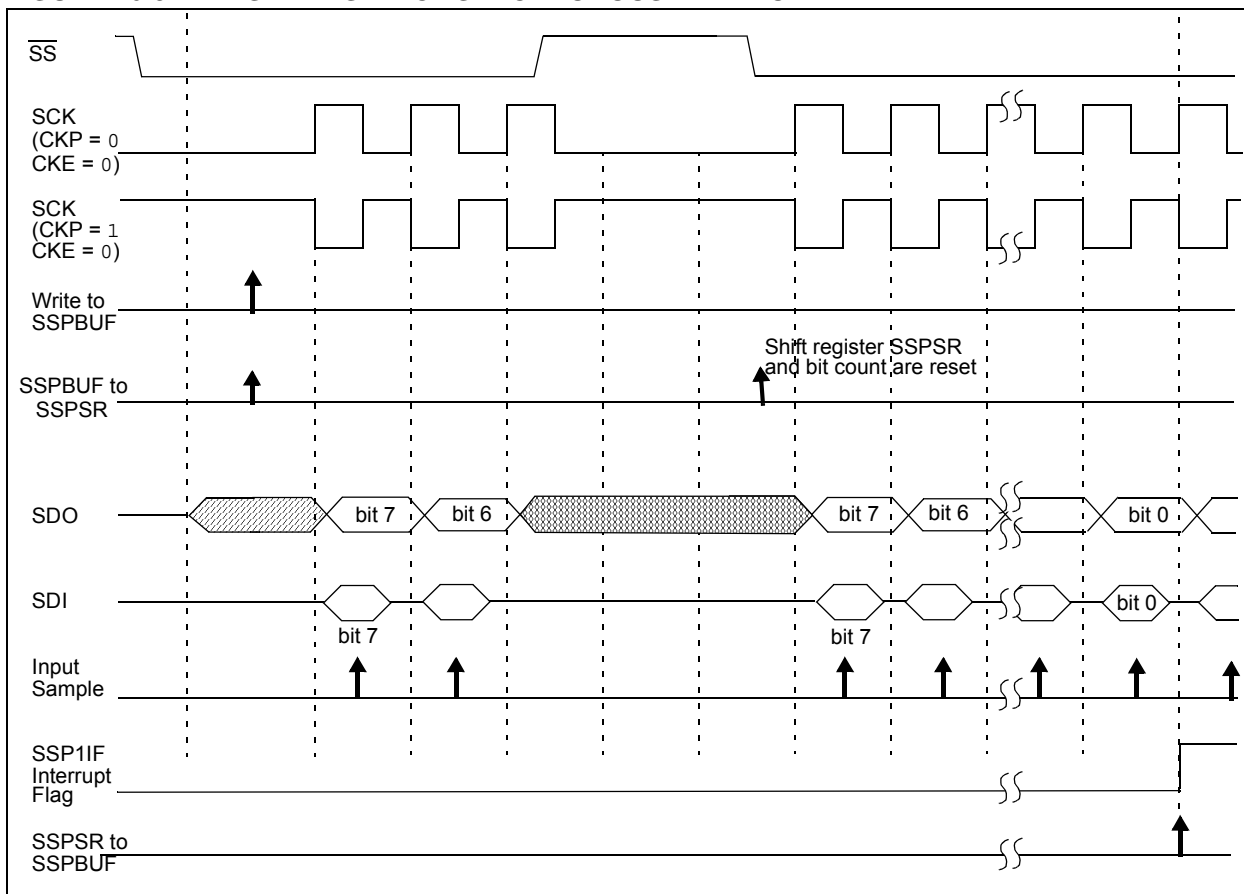 SS
SCK
(CKP = 0
CKE = 0)
SCK
(CKP = 1
CKE = 0)
Write to
SSPBUF
Shift register SSPSR
and bit count are reset
SSPBUF to
SSPSR
SDO
bit 7
bit 6
bit 7
bit 6
bit 0
SDI
bit 0
bit 7
bit 7
Input
Sample
SSP1IF
Interrupt
Flag
SSPSR to
SSPBUF